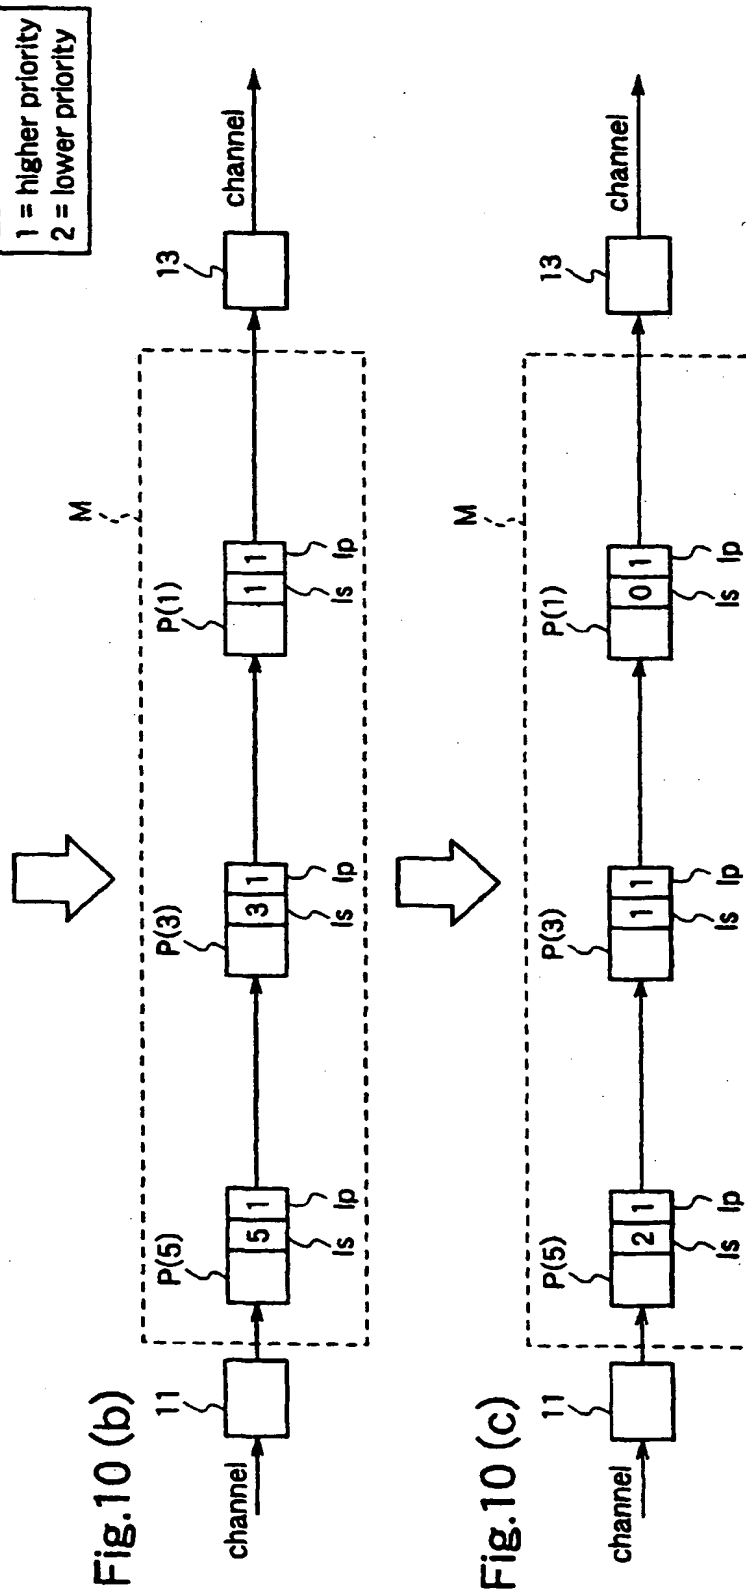 1 = higher priority
2 = lower priority
Fig.10 (b)
channel
11
P(5)
5 1
Is Ip
P(3)
3 1
Is Ip
P(1)
1 1
Is Ip
M
13
channel
Fig.10 (c)
channel
11
P(5)
2 1
Is Ip
P(3)
1 1
Is Ip
P(1)
0 1
Is Ip
M
13
channel